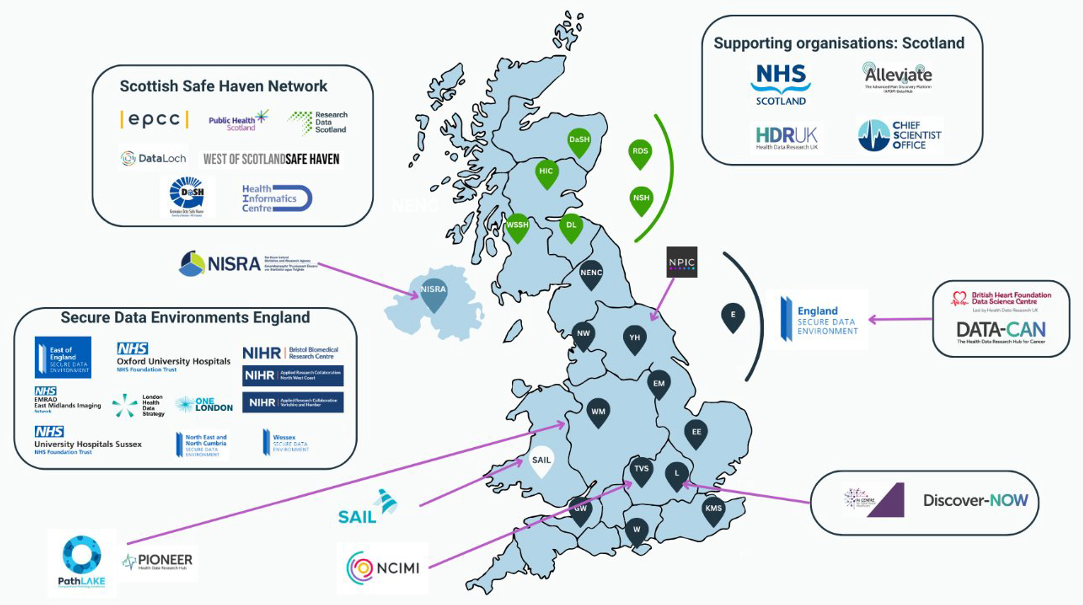 Scottish Safe Haven Network
|epcc|
Public Health
Scotland
Research
Data
Scotland
DataLoch
WEST OF SCOTLAND SAFE HAVEN
DaSH
Health
Informatics
Centre
Supporting organisations: Scotland
NHS
SCOTLAND
Alleviate
HDRUK
Health Data Research UK
CHIEF
SCIENTIST
OFFICE
DaSH
HIC
RDS
NSH
WSSH
DL
NENC
NISRA
NISRA
NENC
NPIC
NW
YH
E
England
SECURE DATA
ENVIRONMENT
British Heart Foundation
Data Science Centre
Led by Health Data Research UK
DATA-CAN
The Health Data Research Hub for Cancer
Secure Data Environments England
East of
England
SECURE DATA
ENVIRONMENT
NHS
Oxford University Hospitals
NHS Foundation Trust
NIHR | Bristol Biomedical
Research Centre
NIHR | Applied Research Collaboration
North West Coast
NHS
EMRAD
East Midlands Imaging
Network
London
Health
Data
Strategy
ONE
LONDON
NIHR | Applied Research Collaboration
Yorkshire and Humber
NHS
University Hospitals Sussex
NHS Foundation Trust
North East and
North Cumbria
SECURE DATA
ENVIRONMENT
Wessex
SECURE DATA
ENVIRONMENT
EM
WM
EE
SAIL
TVS
L
GW
KMS
W
SAIL
Discover-NOW
PathLAKE
PIONEER
Health Data Research Hub
NCIMI